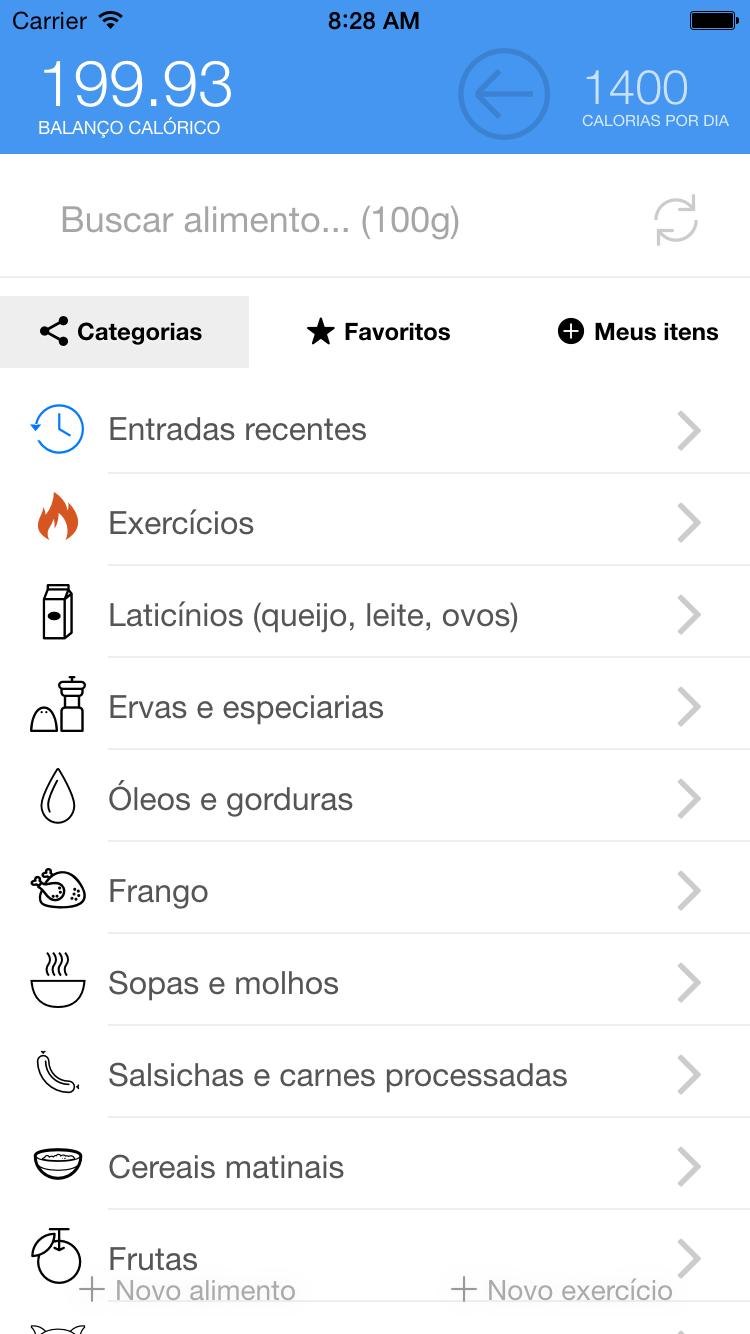 Carrier 8:28 AM
199.93
BALANÇO CALÓRICO
1400
CALORIAS POR DIA
Buscar alimento... (100g)
Categorias Favoritos Meus itens
Entradas recentes
Exercícios
Laticínios (queijo, leite, ovos)
Ervas e especiarias
Óleos e gorduras
Frango
Sopas e molhos
Salsichas e carnes processadas
Cereais matinais
Frutas
Novo alimento Novo exercício